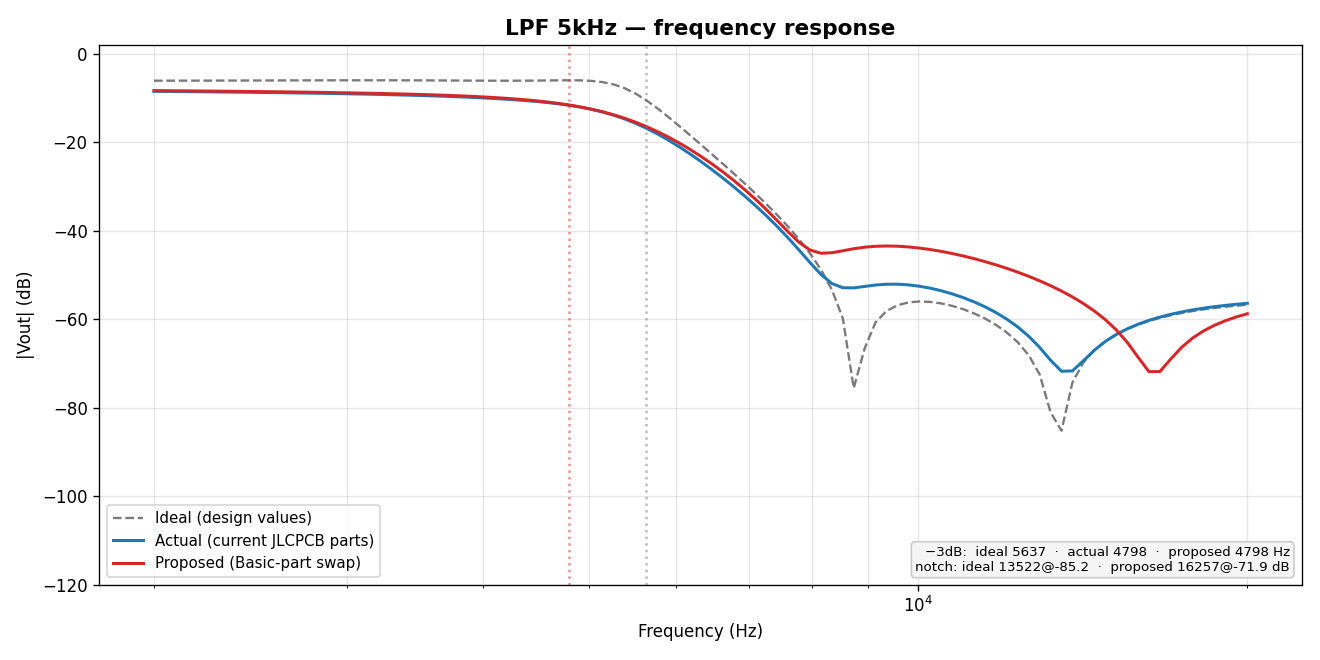 LPF 5kHz — frequency response
|Vout| (dB)
0
−20
−40
−60
−80
−100
−120
Ideal (design values)
Actual (current JLCPCB parts)
Proposed (Basic-part swap)
−3dB:  ideal 5637  ·  actual 4798  ·  proposed 4798 Hz
notch: ideal 13522@-85.2  ·  proposed 16257@-71.9 dB
10⁴
Frequency (Hz)